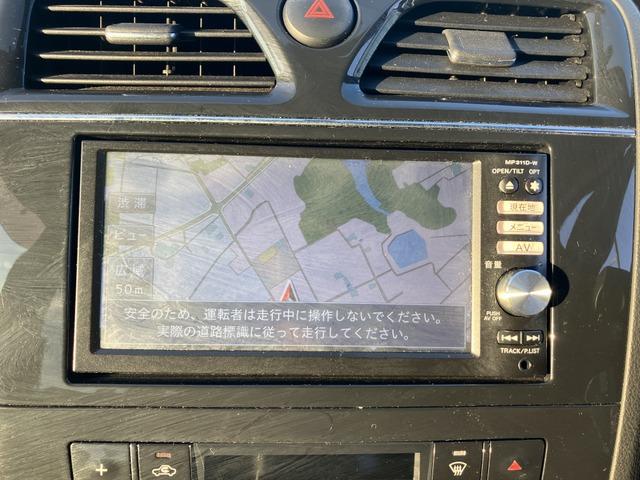 MP311D-W
OPEN/TILT OPT
渋滞
ビュー
広尾
50m
現在地
メニュー
AV
音量
PUSH
AV OFF
TRACK/P.LIST
安全のため、運転者は走行中に操作しないでください。
実際の道路標識に従って走行してください。